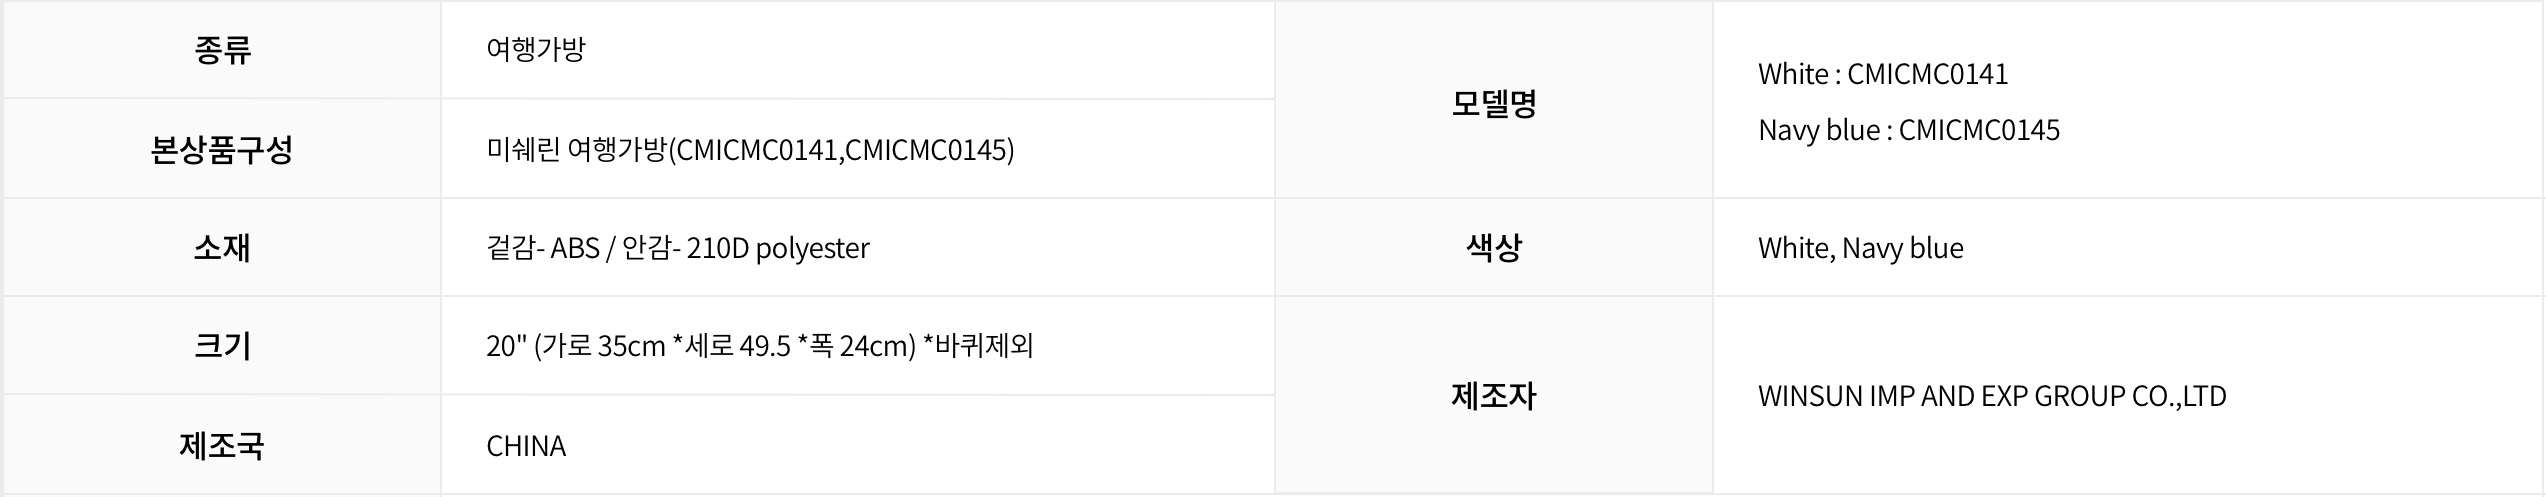 종류
여행가방
모델명
White : CMICMC0141
Navy blue : CMICMC0145
본상품구성
미쉐린 여행가방(CMICMC0141,CMICMC0145)
소재
겉감- ABS / 안감- 210D polyester
색상
White, Navy blue
크기
20" (가로 35cm *세로 49.5 *폭 24cm) *바퀴제외
제조자
WINSUN IMP AND EXP GROUP CO.,LTD
제조국
CHINA